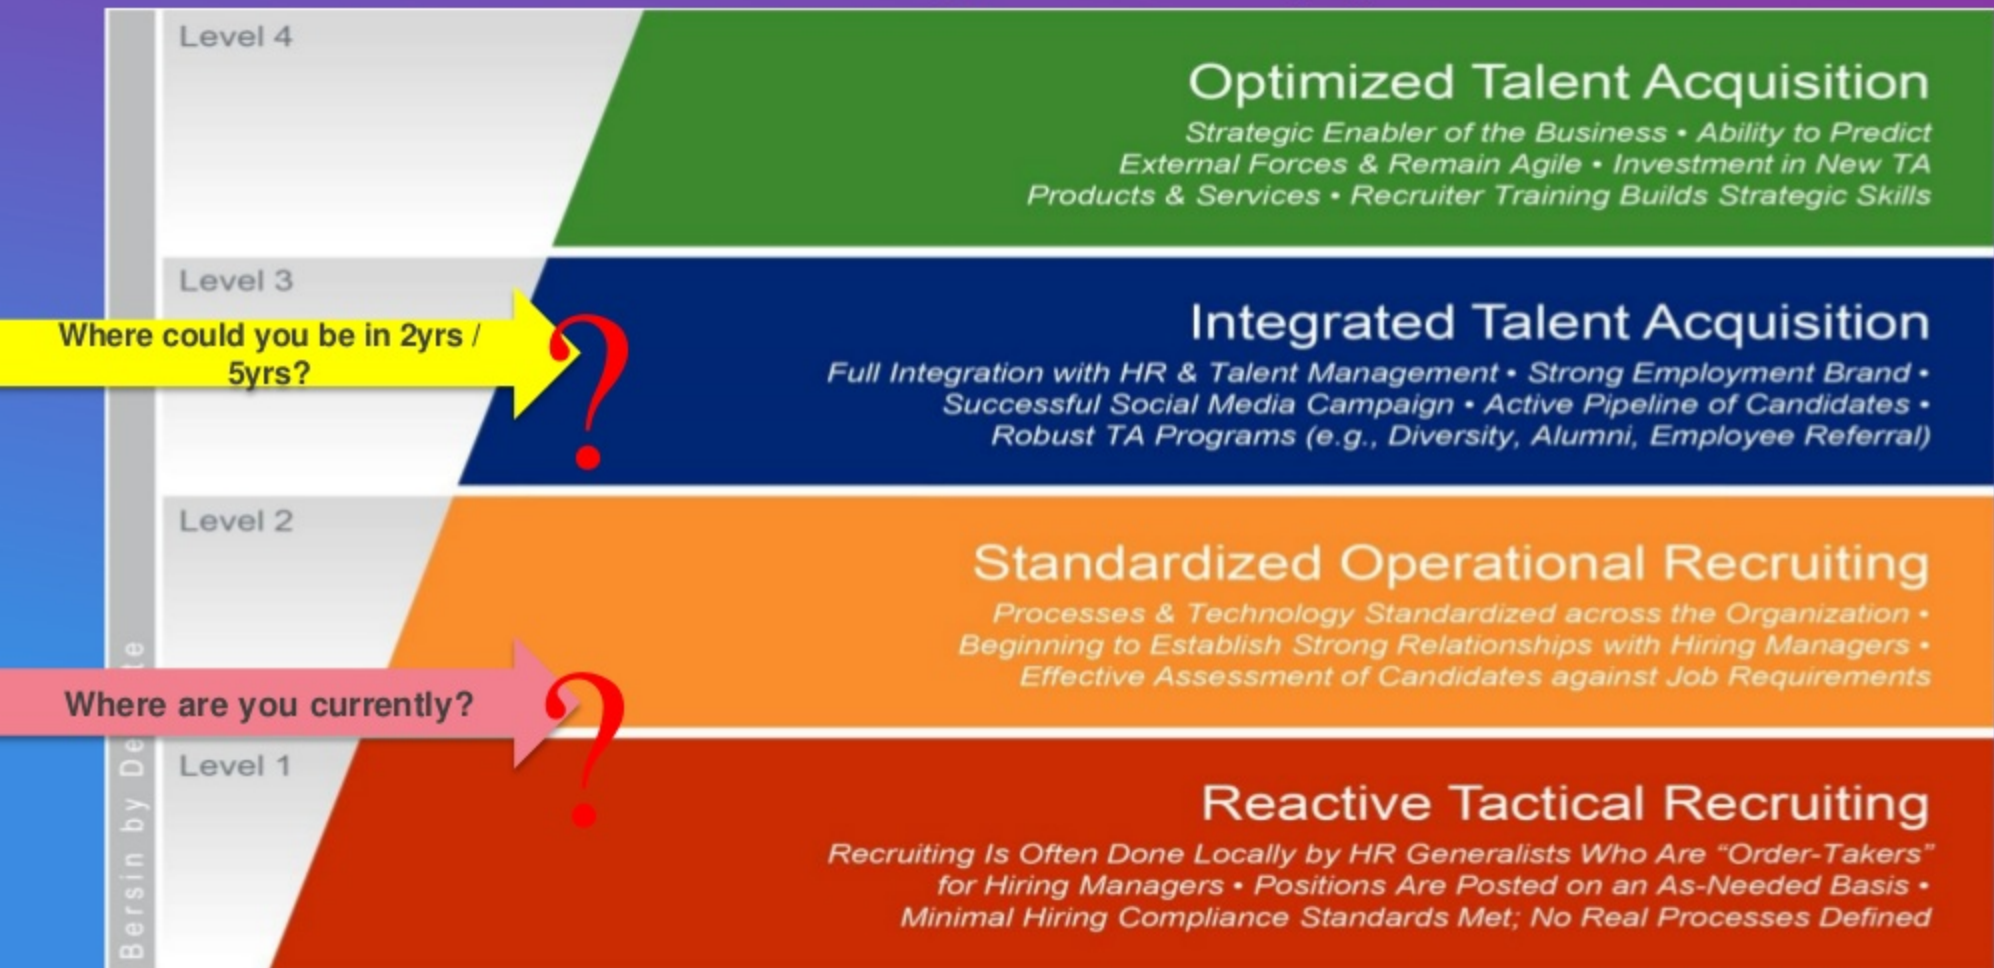 Level 4
Optimized Talent Acquisition
Strategic Enabler of the Business • Ability to Predict
External Forces & Remain Agile • Investment in New TA
Products & Services • Recruiter Training Builds Strategic Skills
Level 3
Where could you be in 2yrs /
5yrs?
?
Integrated Talent Acquisition
Full Integration with HR & Talent Management • Strong Employment Brand •
Successful Social Media Campaign • Active Pipeline of Candidates •
Robust TA Programs (e.g., Diversity, Alumni, Employee Referral)
Level 2
Standardized Operational Recruiting
Processes & Technology Standardized across the Organization •
Beginning to Establish Strong Relationships with Hiring Managers •
Effective Assessment of Candidates against Job Requirements
Where are you currently?
?
Level 1
Reactive Tactical Recruiting
Recruiting Is Often Done Locally by HR Generalists Who Are “Order-Takers”
for Hiring Managers • Positions Are Posted on an As-Needed Basis •
Minimal Hiring Compliance Standards Met; No Real Processes Defined
Bersin by